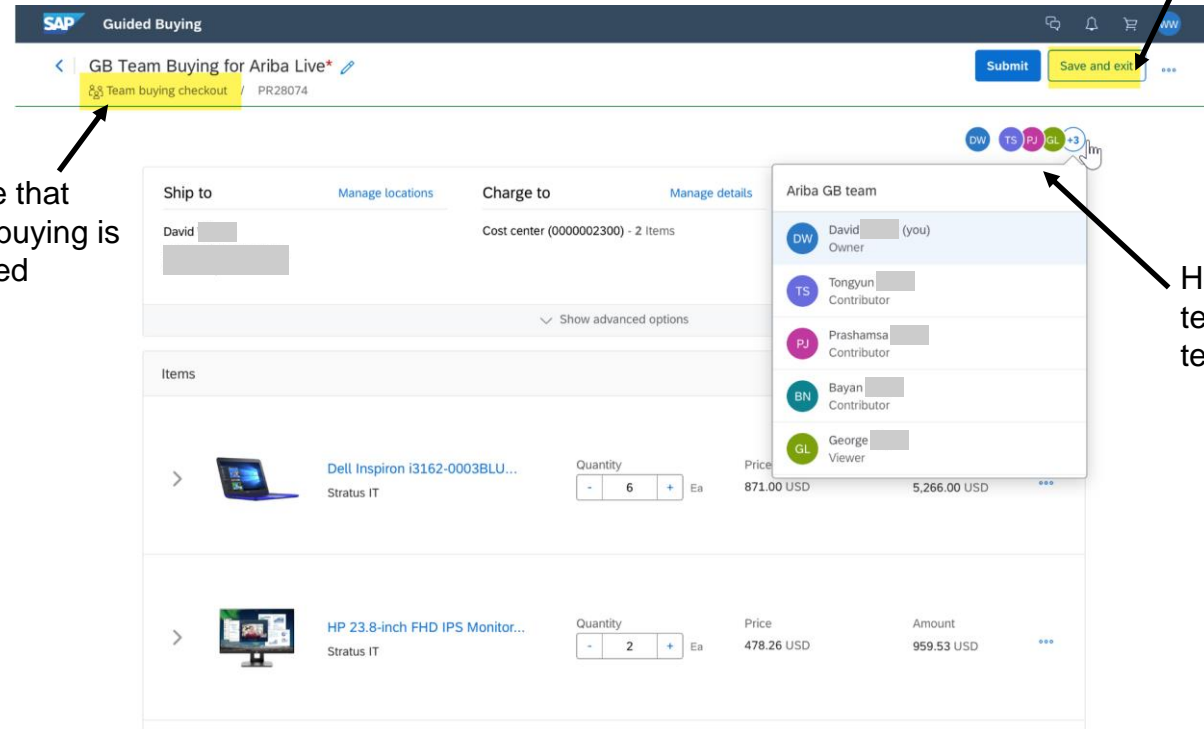 SAP Guided Buying WW
GB Team Buying for Ariba Live*
Submit Save and exit
Team buying checkout / PR28074
DW TS PJ GL +3
e that
buying is
ed
Ship to Manage locations
Charge to Manage details
David
Cost center (0000002300) - 2 Items
Show advanced options
Ariba GB team
DW David (you)
Owner
TS Tongyun
Contributor
PJ Prashamsa
Contributor
BN Bayan
Contributor
GL George
Viewer
H
te
te
Items
Dell Inspiron i3162-0003BLU...
Stratus IT
Quantity
- 6 + Ea
Price
871.00 USD
5,266.00 USD
HP 23.8-inch FHD IPS Monitor...
Stratus IT
Quantity
- 2 + Ea
Price
478.26 USD
Amount
959.53 USD